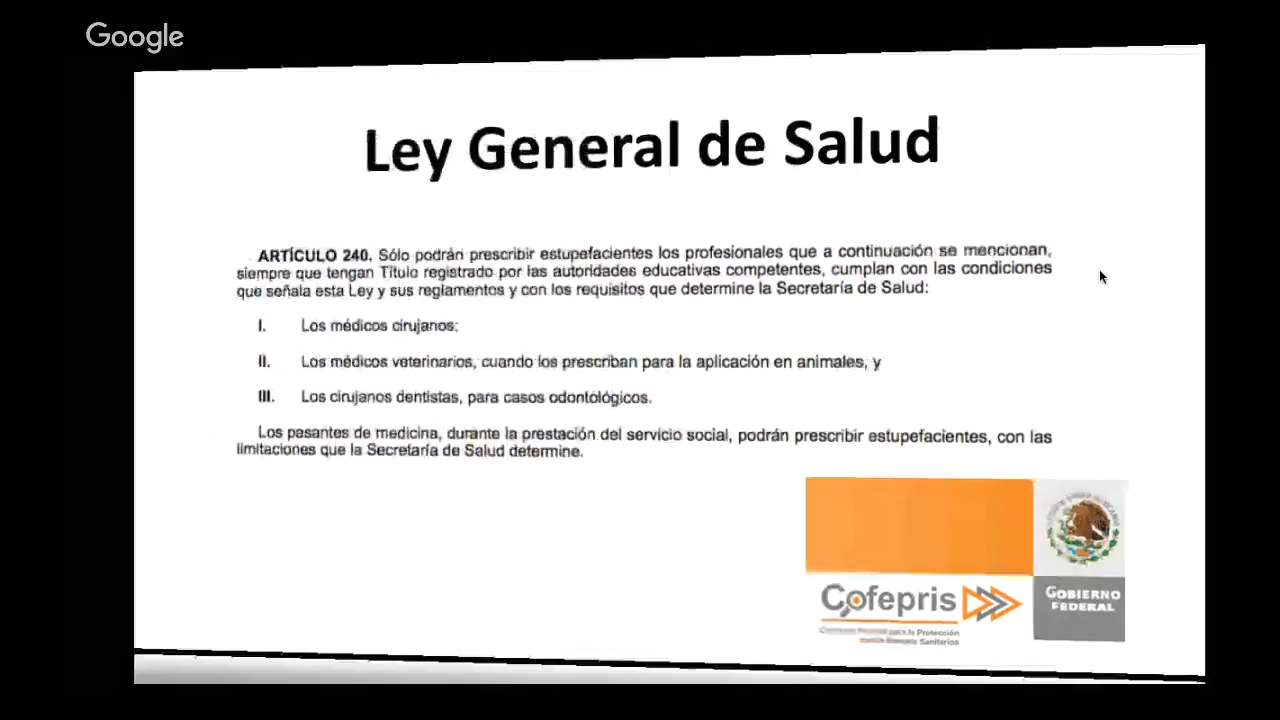 Google
Ley General de Salud
ARTÍCULO 240. Sólo podrán prescribir estupefacientes los profesionales que a continuación se mencionan,
siempre que tengan Título registrado por las autoridades educativas competentes, cumplan con las condiciones
que señala esta Ley y sus reglamentos y con los requisitos que determine la Secretaría de Salud:
I. Los médicos cirujanos;
II. Los médicos veterinarios, cuando los prescriban para la aplicación en animales, y
III. Los cirujanos dentistas, para casos odontológicos.
Los pasantes de medicina, durante la prestación del servicio social, podrán prescribir estupefacientes, con las
limitaciones que la Secretaría de Salud determine.
Cofepris
para la Protección
Sanitarios
GOBIERNO
FEDERAL